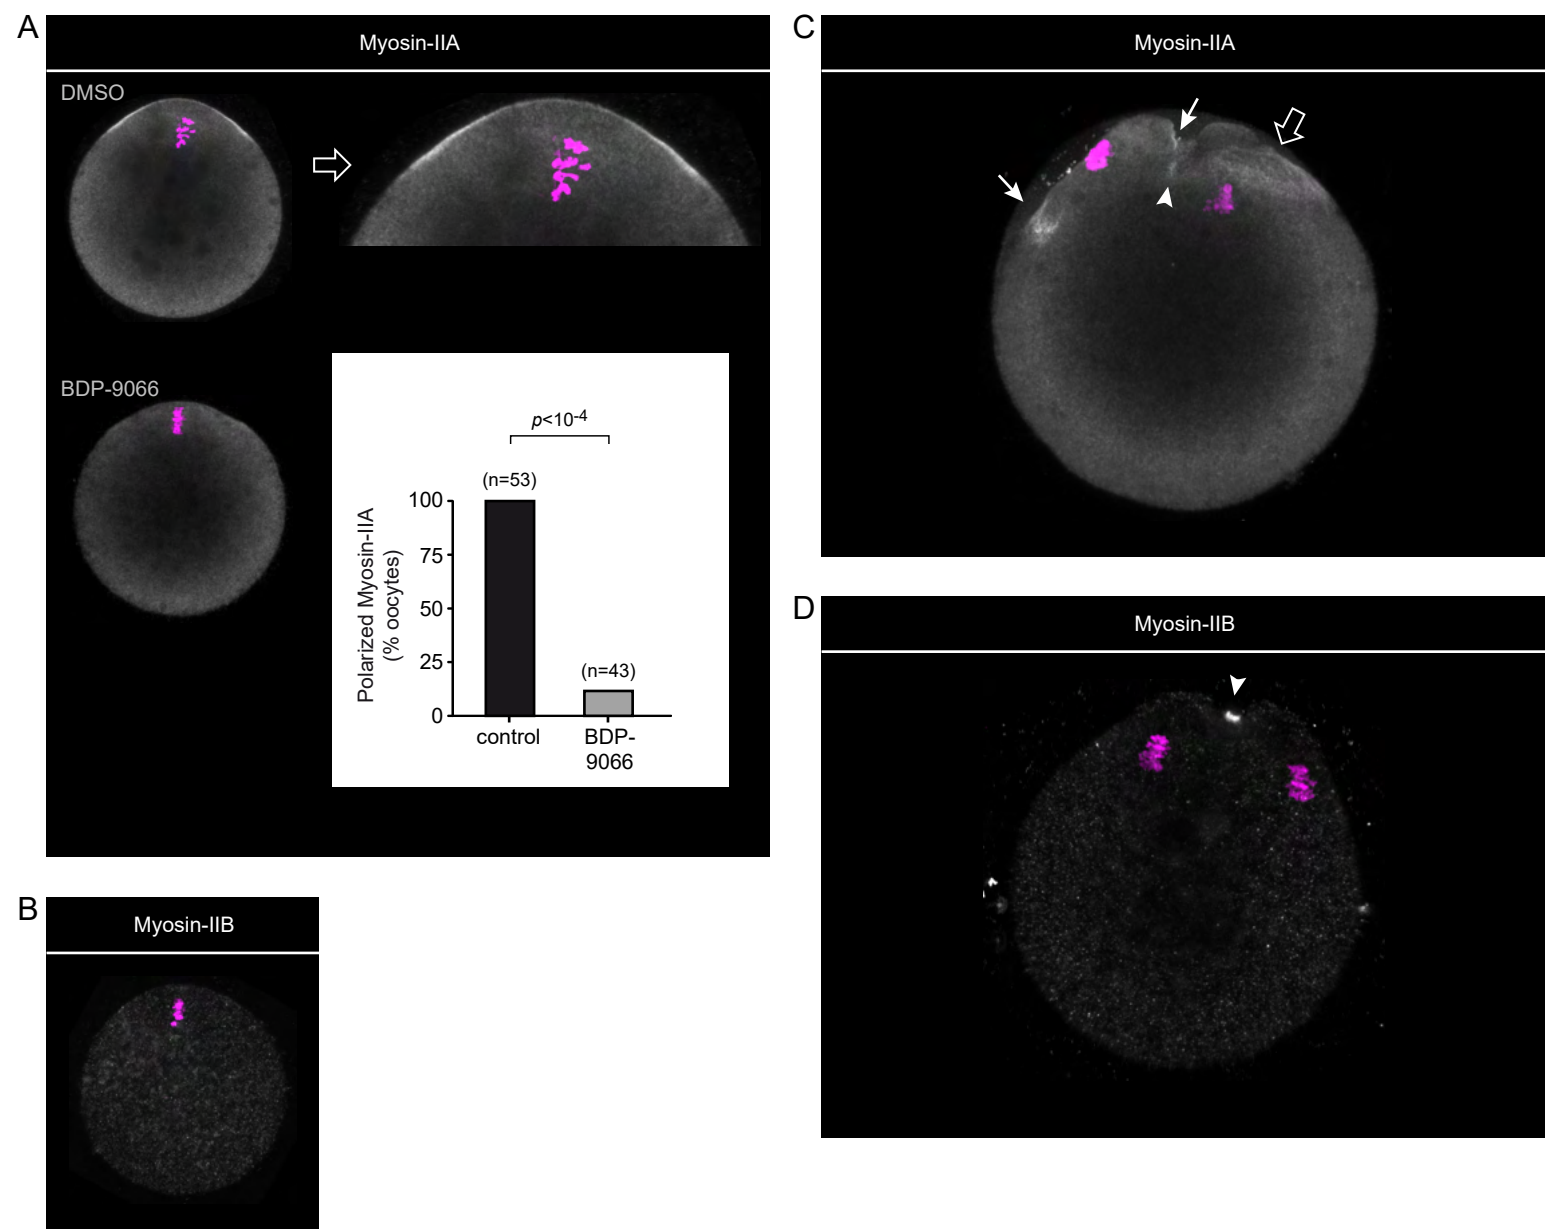 A
Myosin-IIA
DMSO
BDP-9066
p<10-4
(n=53)
(n=43)
Polarized Myosin-IIA
(% oocytes)
100
75
50
25
0
control
BDP-
9066
B
Myosin-IIB
C
Myosin-IIA
D
Myosin-IIB